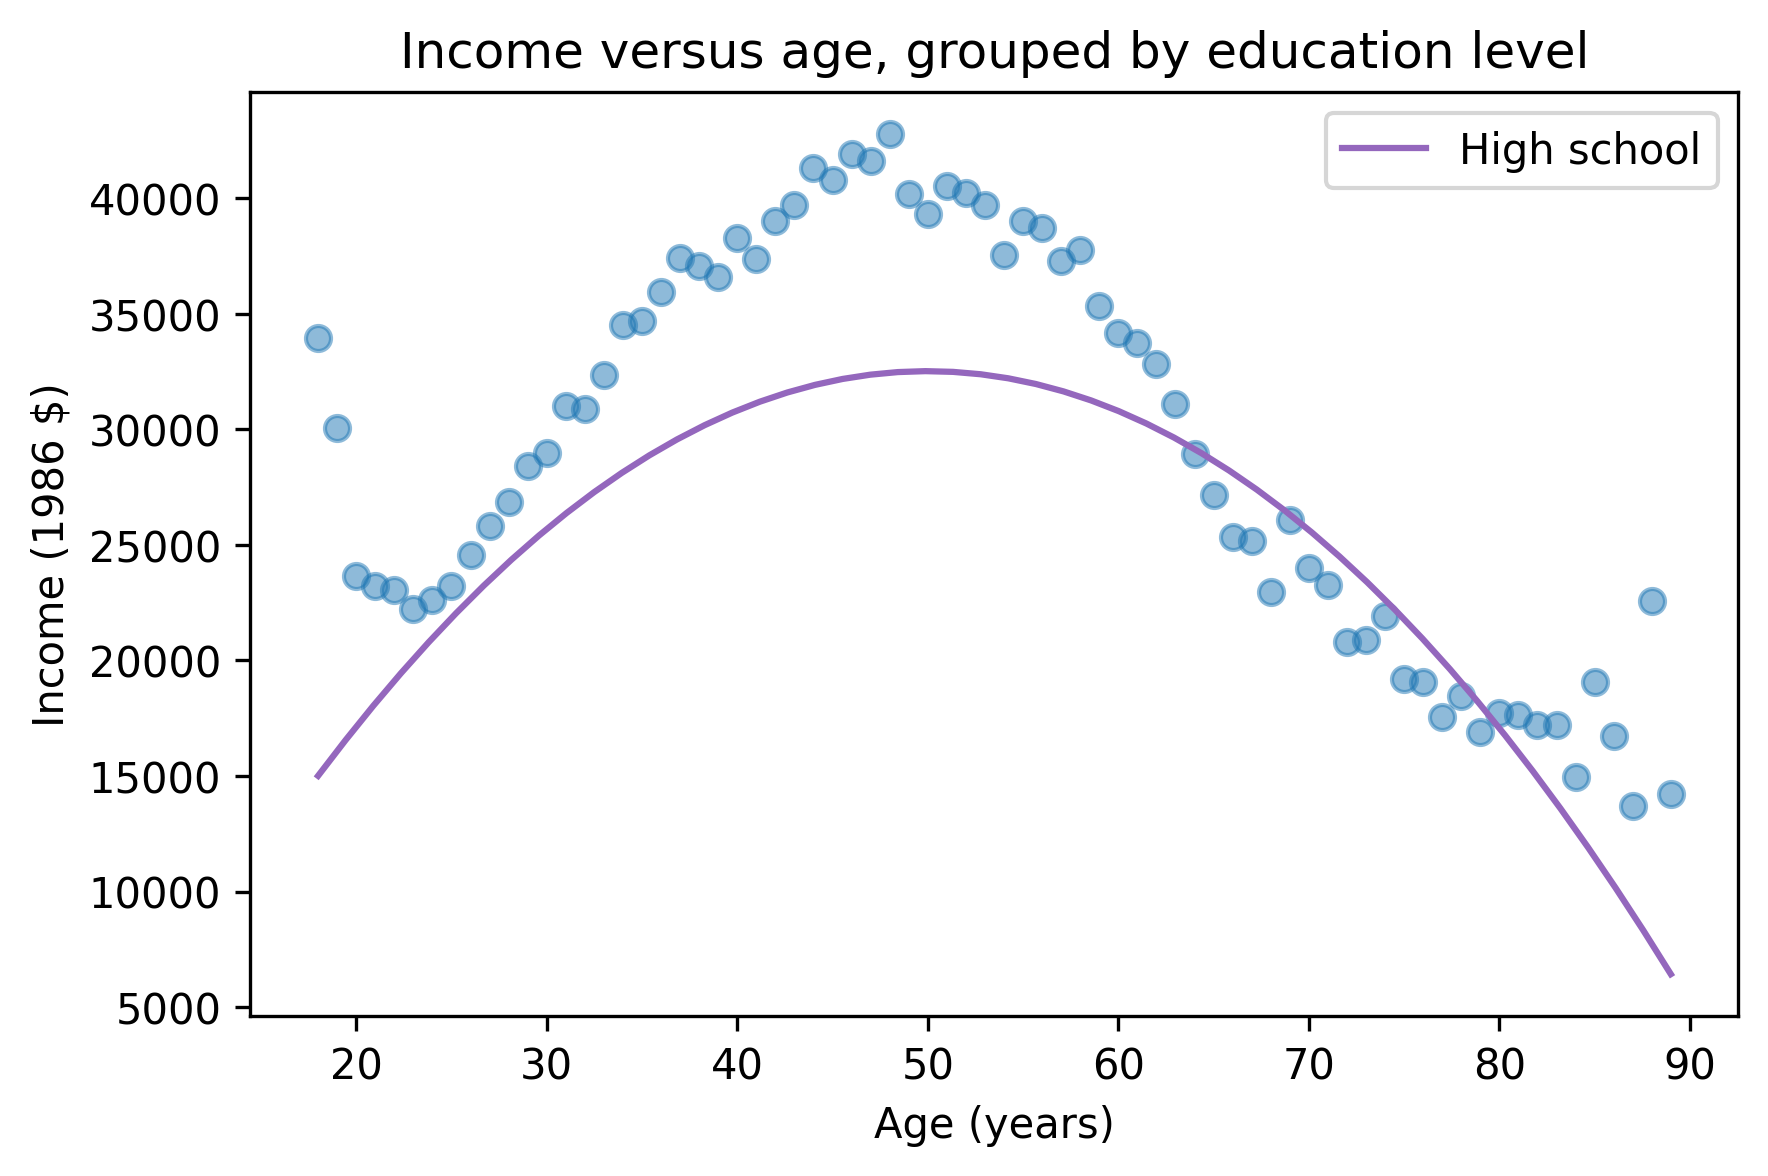 Income versus age, grouped by education level
High school
40000
35000
30000
25000
20000
15000
10000
5000
Income (1986 $)
20 30 40 50 60 70 80 90
Age (years)